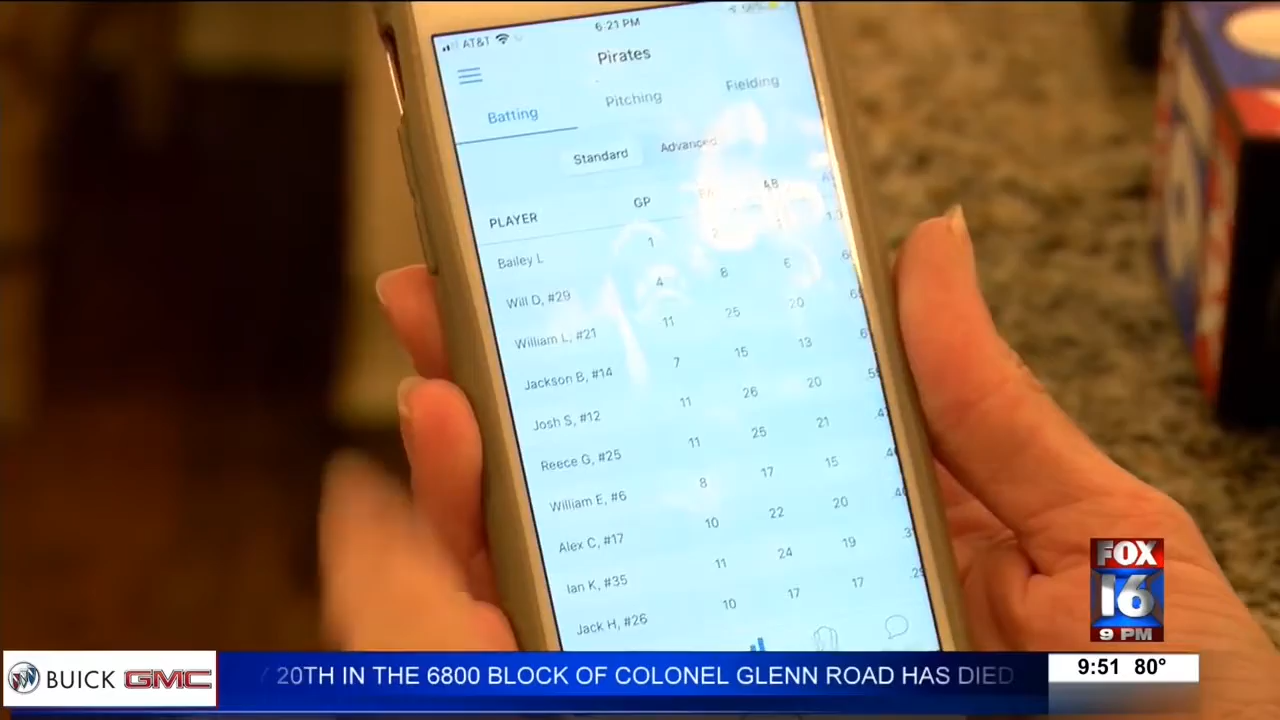 AT&T 6:21 PM
Pirates
Batting Pitching Fielding
Standard Advanced
PLAYER GP AB
Bailey L 1 2
Will D, #29 4 8 6
William L, #21 11 25 20
Jackson B, #14 7 15 13
Josh S, #12 11 26 20
Reece G, #25 11 25 21
William E, #6 8 17 15
Alex C, #17 10 22 20
Ian K, #35 11 24 19
Jack H, #26 10 17 17
FOX
16
9 PM
BUICK GMC 20TH IN THE 6800 BLOCK OF COLONEL GLENN ROAD HAS DIED 9:51 80°